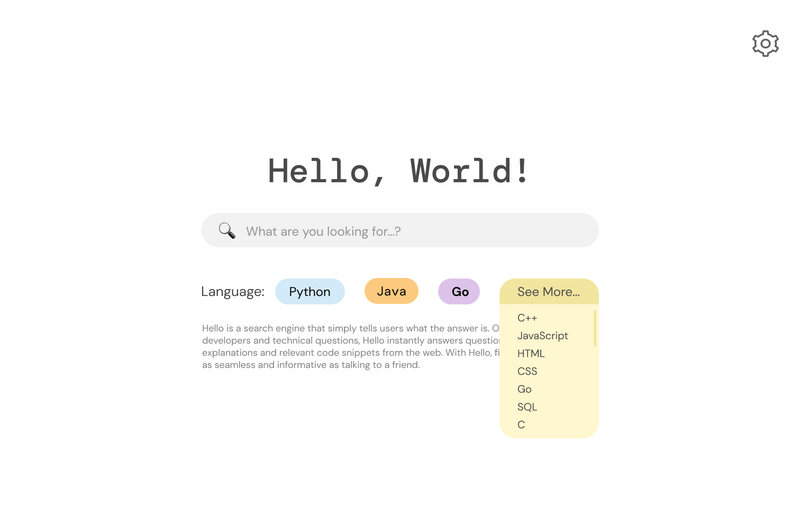 Hello, World!
What are you looking for...?
Language: Python Java Go See More...
Hello is a search engine that simply tells users what the answer is. O
developers and technical questions, Hello instantly answers questio
explanations and relevant code snippets from the web. With Hello, fi
as seamless and informative as talking to a friend.
C++
JavaScript
HTML
CSS
Go
SQL
C